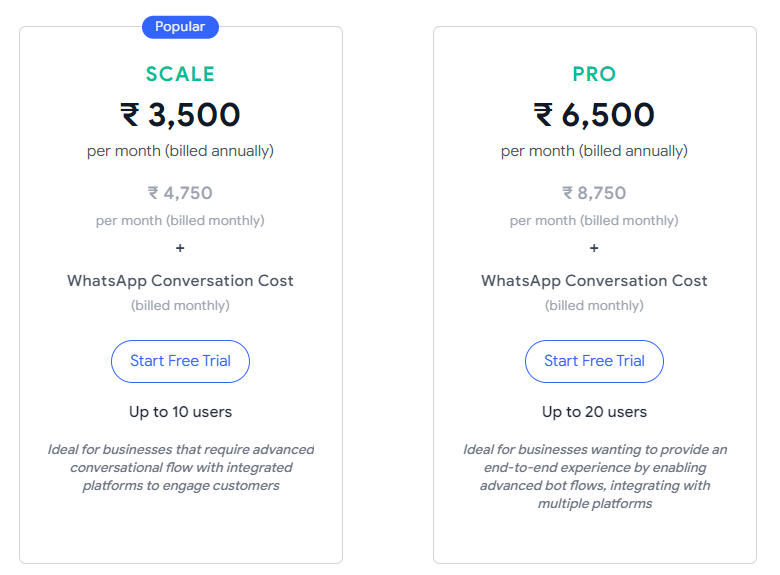 Popular
SCALE
₹ 3,500
per month (billed annually)
₹ 4,750
per month (billed monthly)
+
WhatsApp Conversation Cost
(billed monthly)
Start Free Trial
Up to 10 users
Ideal for businesses that require advanced
conversational flow with integrated
platforms to engage customers
PRO
₹ 6,500
per month (billed annually)
₹ 8,750
per month (billed monthly)
+
WhatsApp Conversation Cost
(billed monthly)
Start Free Trial
Up to 20 users
Ideal for businesses wanting to provide an
end-to-end experience by enabling
advanced bot flows, integrating with
multiple platforms